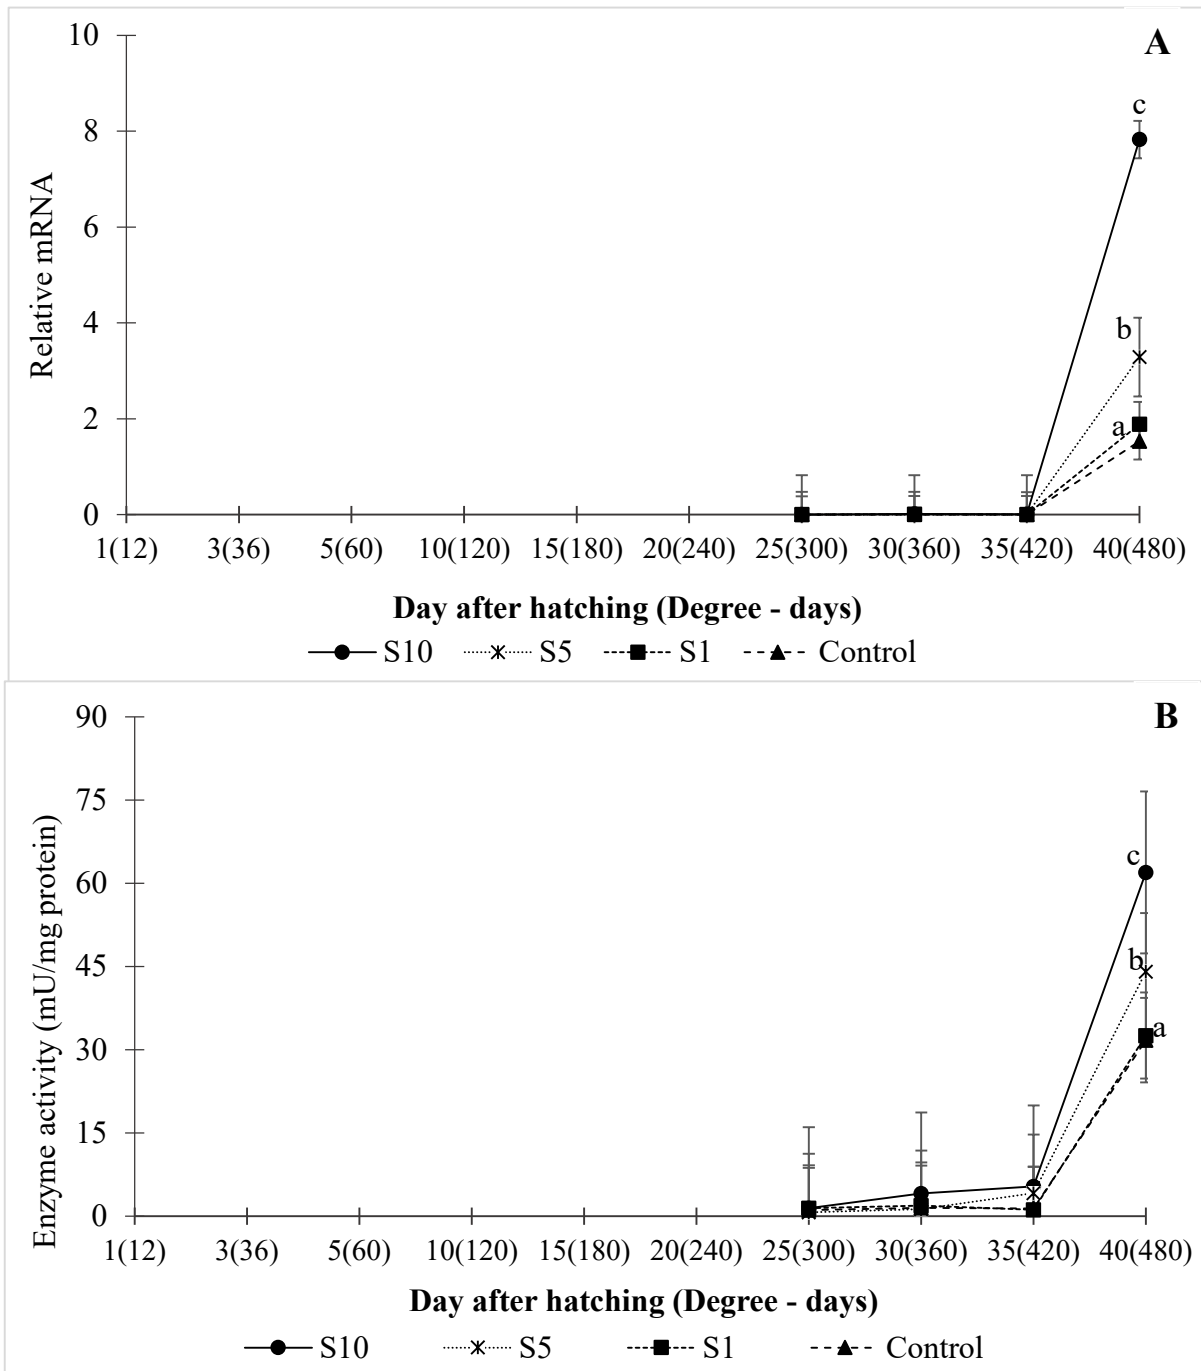 A
10
8
6
4
2
0
Relative mRNA
c
b
a
1(12) 3(36) 5(60) 10(120) 15(180) 20(240) 25(300) 30(360) 35(420) 40(480)
Day after hatching (Degree - days)
S10 S5 S1 Control
B
90
75
60
45
30
15
0
Enzyme activity (mU/mg protein)
c
b
a
1(12) 3(36) 5(60) 10(120) 15(180) 20(240) 25(300) 30(360) 35(420) 40(480)
Day after hatching (Degree - days)
S10 S5 S1 Control